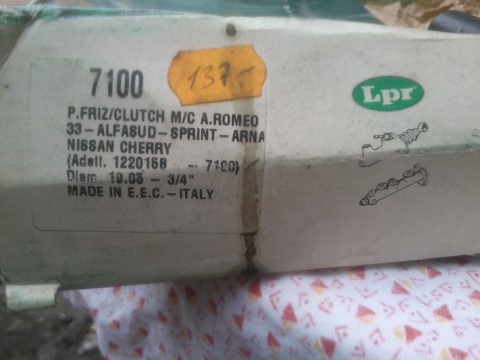 7100
137-
Lpr
P.FRIZ/CLUTCH M/C A.ROMEO
33-ALFASUD-SPRINT-ARNA
NISSAN CHERRY
(Adatt. 1220158 - 7100)
Diam. 19.05 - 3/4"
MADE IN E.E.C.-ITALY